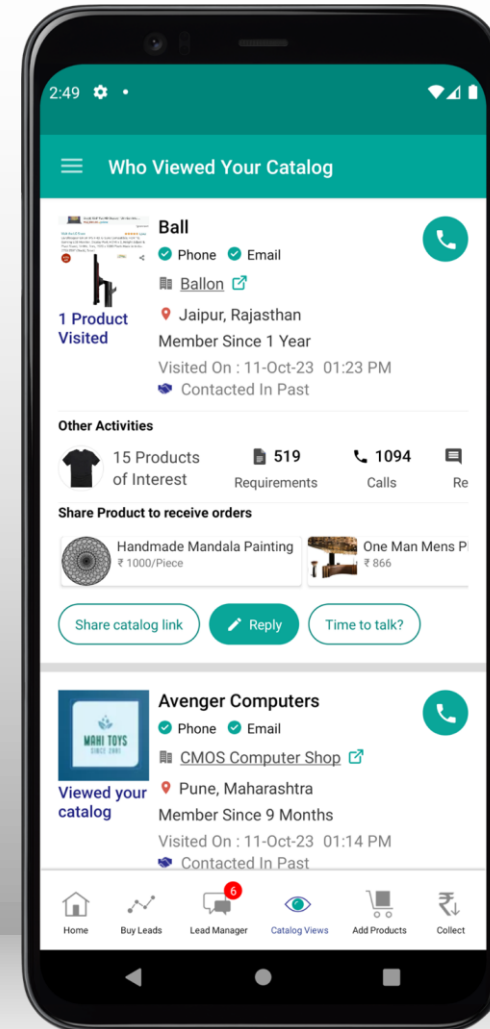 2:49
Who Viewed Your Catalog
Ball
Phone Email
Ballon
1 Product
Visited
Jaipur, Rajasthan
Member Since 1 Year
Visited On : 11-Oct-23 01:23 PM
Contacted In Past
Other Activities
15 Products
of Interest
519
Requirements
1094
Calls
Re
Share Product to receive orders
Handmade Mandala Painting
₹ 1000/Piece
One Man Mens P
₹ 866
Share catalog link
Reply
Time to talk?
Avenger Computers
Phone Email
CMOS Computer Shop
MAHI TOYS
Viewed your
catalog
Pune, Maharashtra
Member Since 9 Months
Visited On : 11-Oct-23 01:14 PM
Contacted In Past
6
Home
Buy Leads
Lead Manager
Catalog Views
Add Products
Collect